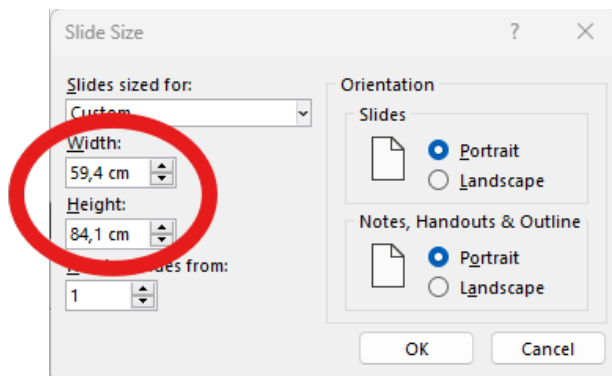 Slide Size
Slides sized for:
Custom
Width:
59,4 cm
Height:
84,1 cm
slides from:
1
Orientation
Slides
Portrait
Landscape
Notes, Handouts & Outline
Portrait
Landscape
OK
Cancel